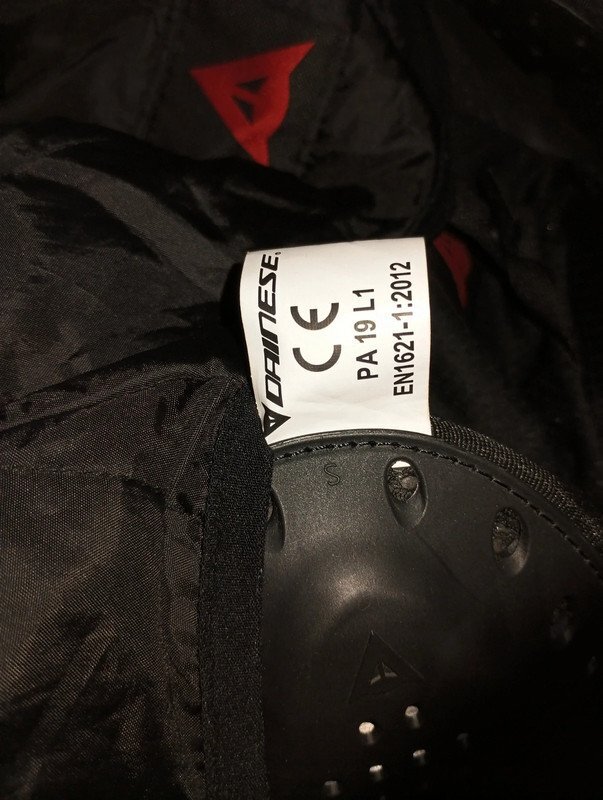 DAINESE
CE
PA 19 L1
EN1621-1:2012
S